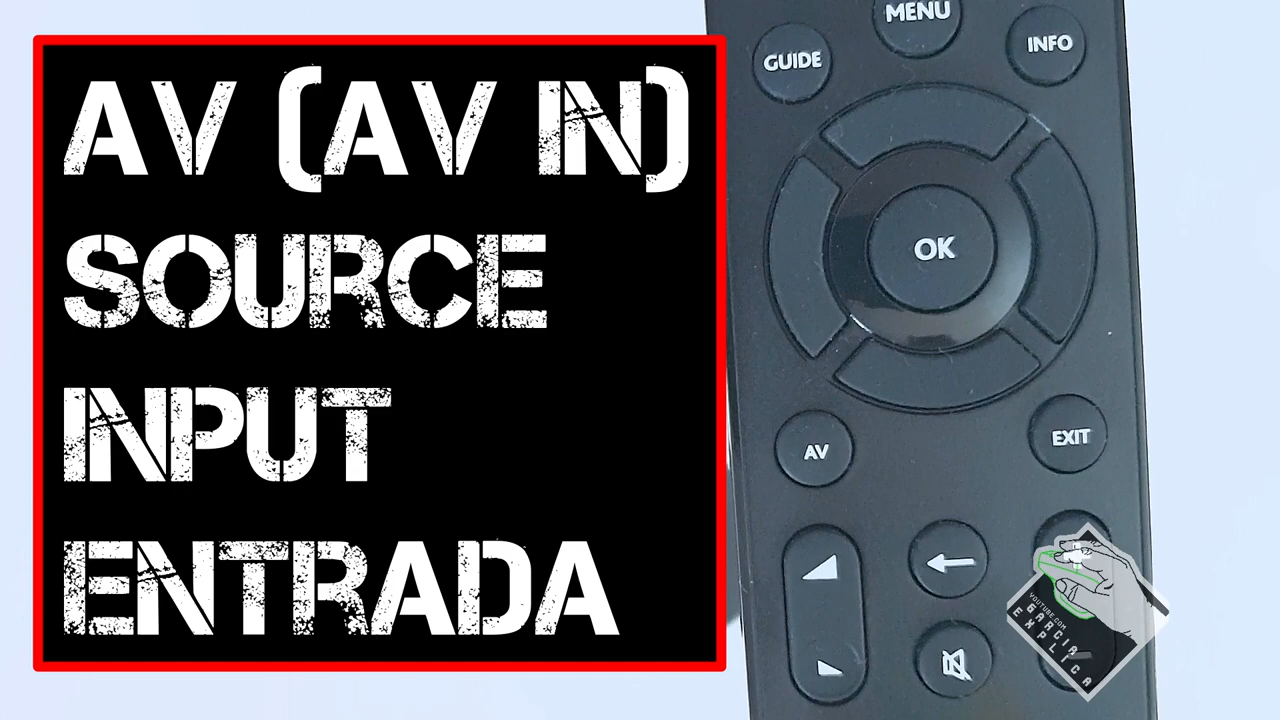 AV (AV IN)
SOURCE
INPUT
ENTRADA
MENU
GUIDE
INFO
OK
AV
EXIT
YOUTUBE.COM
GARCIA
EXPLICA